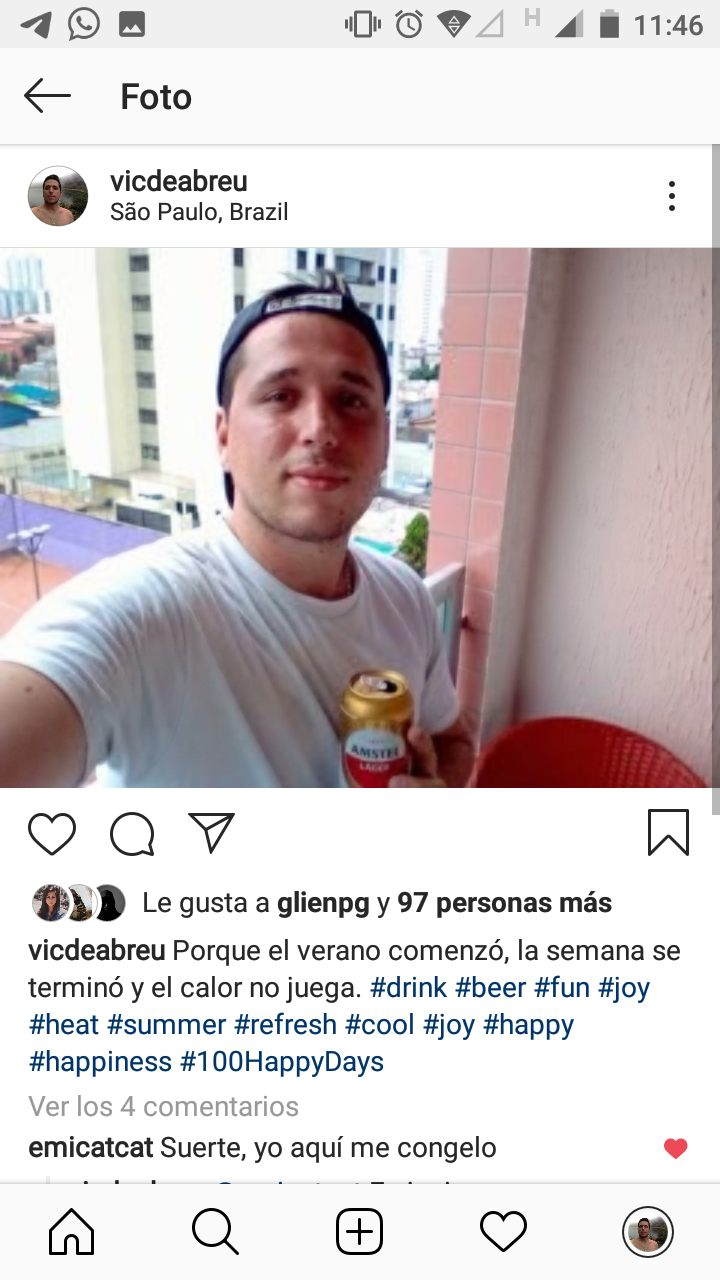 H 11:46
Foto
vicdeabreu
São Paulo, Brazil
AMSTEL
LAGER
Le gusta a glienpg y 97 personas más
vicdeabreu Porque el verano comenzó, la semana se
terminó y el calor no juega. #drink #beer #fun #joy
#heat #summer #refresh #cool #joy #happy
#happiness #100HappyDays
Ver los 4 comentarios
emicatcat Suerte, yo aquí me congelo